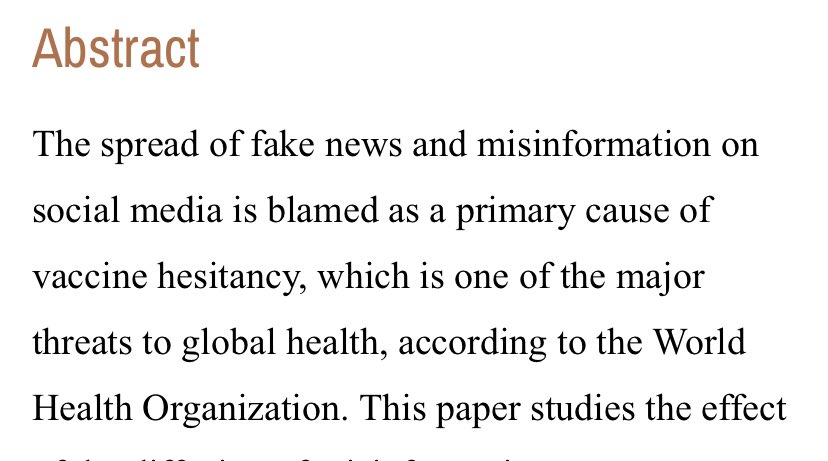 Abstract
The spread of fake news and misinformation on
social media is blamed as a primary cause of
vaccine hesitancy, which is one of the major
threats to global health, according to the World
Health Organization. This paper studies the effect